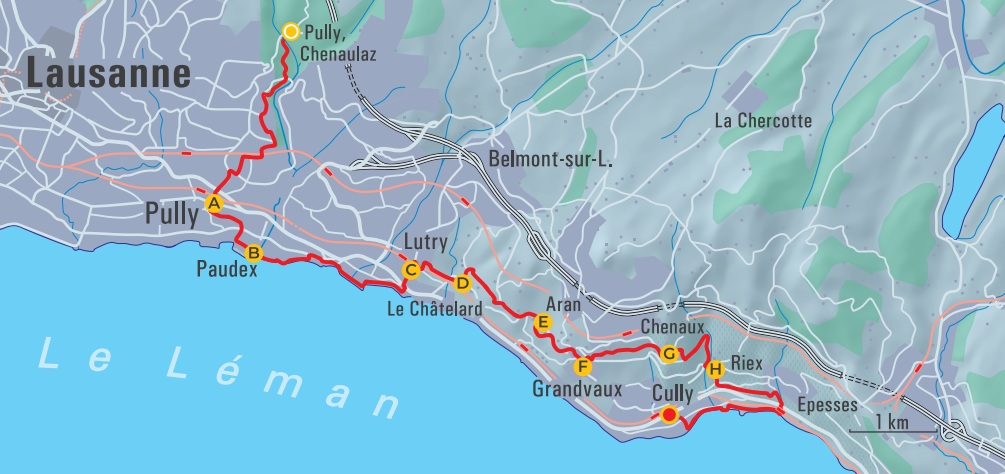 Pully,
Chenaulaz
Lausanne
La Chercotte
Belmont-sur-L.
A
Pully
B
Paudex
Lutry
C
D
Le Châtelard
Aran
E
Chenaux
F
G
H
Riex
Grandvaux
Cully
Epesses
1 km
Le Léman